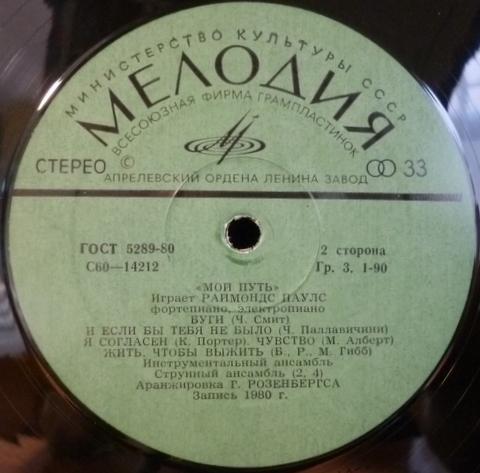 МИНИСТЕРСТВО КУЛЬТУРЫ СССР
МЕЛОДИЯ
ВСЕСОЮЗНАЯ ФИРМА ГРАМПЛАСТИНОК
СТЕРЕО © 33
АПРЕЛЕВСКИЙ ОРДЕНА ЛЕНИНА ЗАВОД
ГОСТ 5289-80 2 сторона
С60—14212 Гр. 3. 1-90
«МОЙ ПУТЬ»
Играет РАЙМОНДС ПАУЛС
фортепиано, электропиано
БУГИ (Ч. Смит)
И ЕСЛИ БЫ ТЕБЯ НЕ БЫЛО (Ч. Паллавичини)
Я СОГЛАСЕН (К. Портер). ЧУВСТВО (М. Алберт)
ЖИТЬ, ЧТОБЫ ВЫЖИТЬ (Б., Р., М. Гибб)
Инструментальный ансамбль
Струнный ансамбль (2, 4)
Аранжировка Г. РОЗЕНБЕРГСА
Запись 1980 г.